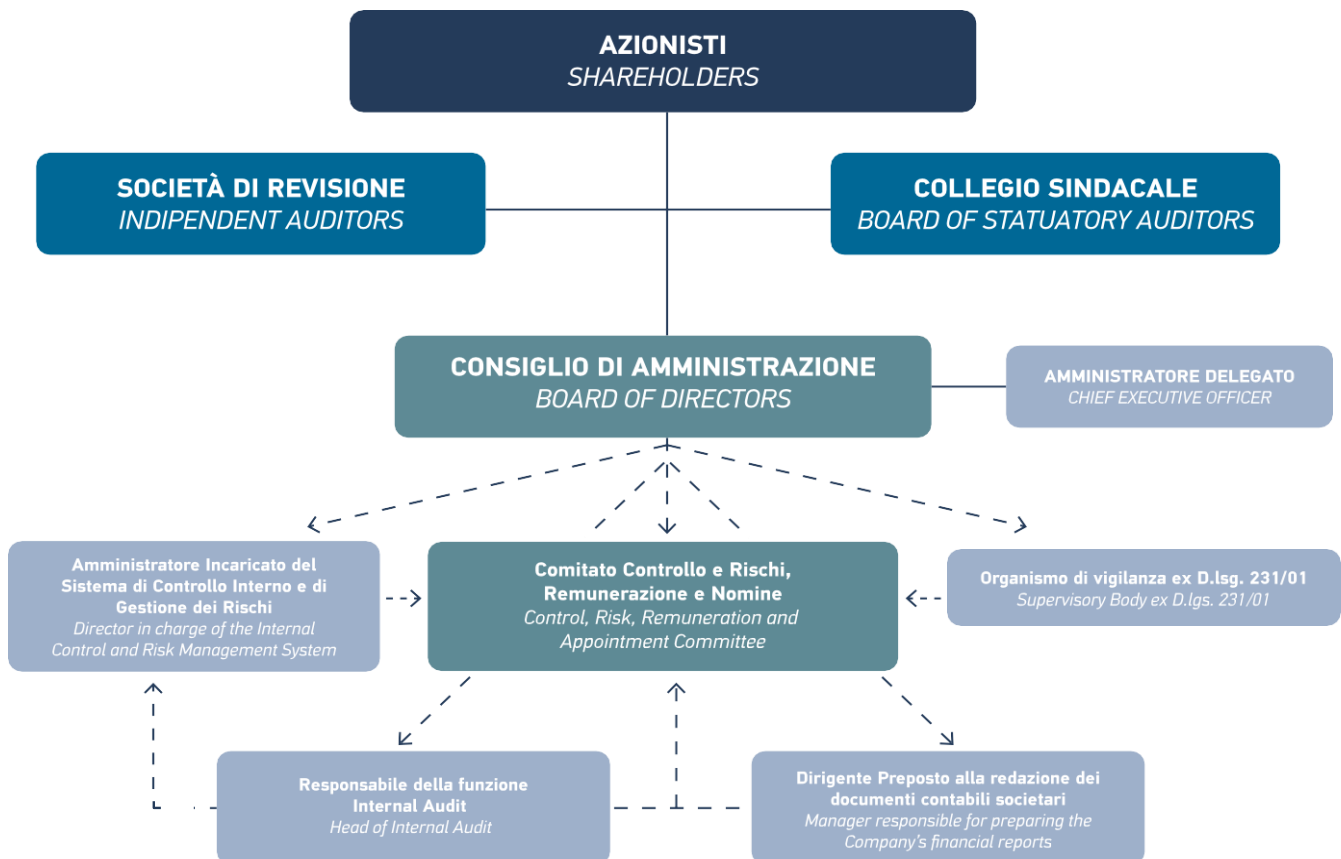 AZIONISTI
SHAREHOLDERS
SOCIETÀ DI REVISIONE
INDIPENDENT AUDITORS
COLLEGIO SINDACALE
BOARD OF STATUATORY AUDITORS
CONSIGLIO DI AMMINISTRAZIONE
BOARD OF DIRECTORS
AMMINISTRATORE DELEGATO
CHIEF EXECUTIVE OFFICER
Amministratore Incaricato del
Sistema di Controllo Interno e di
Gestione dei Rischi
Director in charge of the Internal
Control and Risk Management System
Comitato Controllo e Rischi,
Remunerazione e Nomine
Control, Risk, Remuneration and
Appointment Committee
Organismo di vigilanza ex D.lsg. 231/01
Supervisory Body ex D.lgs. 231/01
Responsabile della funzione
Internal Audit
Head of Internal Audit
Dirigente Preposto alla redazione dei
documenti contabili societari
Manager responsible for preparing the
Company's financial reports